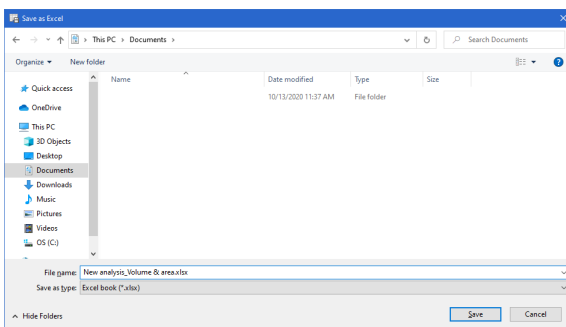 Save as Excel
This PC > Documents >
Search Documents
Organize New folder
Name Date modified Type Size
10/13/2020 11:37 AM File folder
Quick access
OneDrive
This PC
3D Objects
Desktop
Documents
Downloads
Music
Pictures
Videos
OS (C:)
File name: New analysis_Volume & area.xlsx
Save as type: Excel book (*.xlsx)
Hide Folders Save Cancel